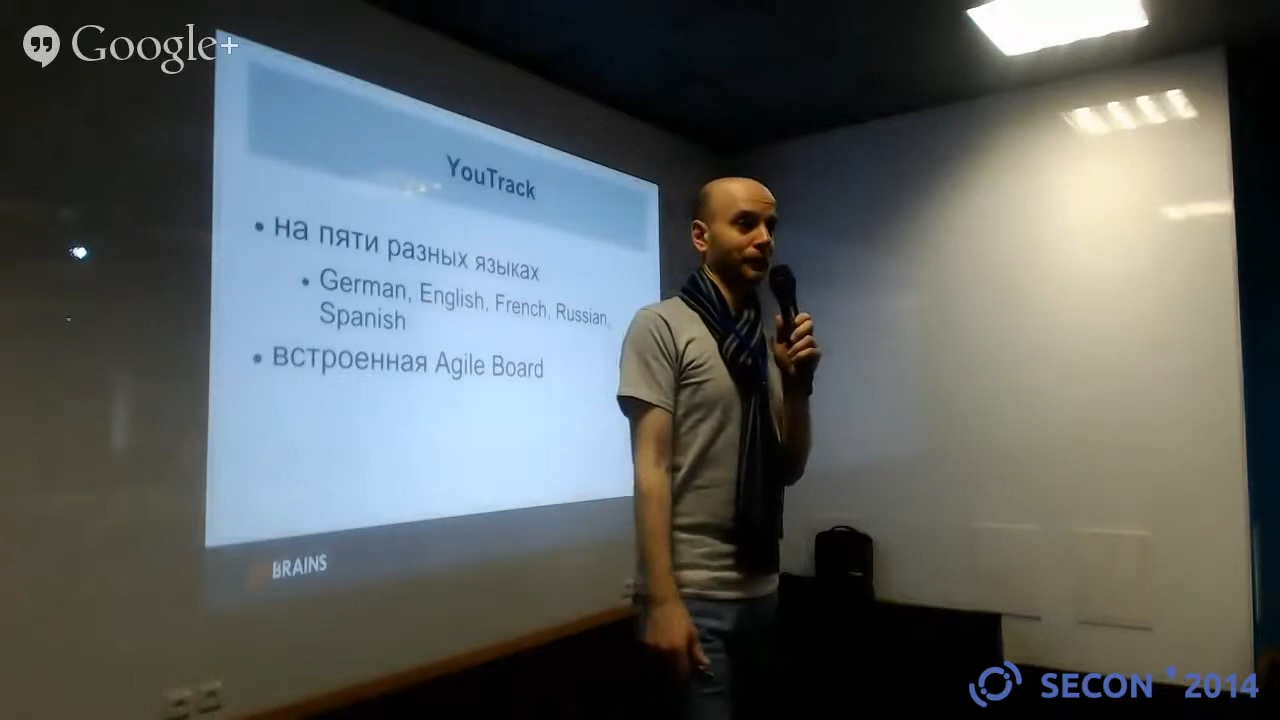 Google+
YouTrack
• на пяти разных языках
• German, English, French, Russian,
Spanish
• встроенная Agile Board
BRAINS
SECON 2014